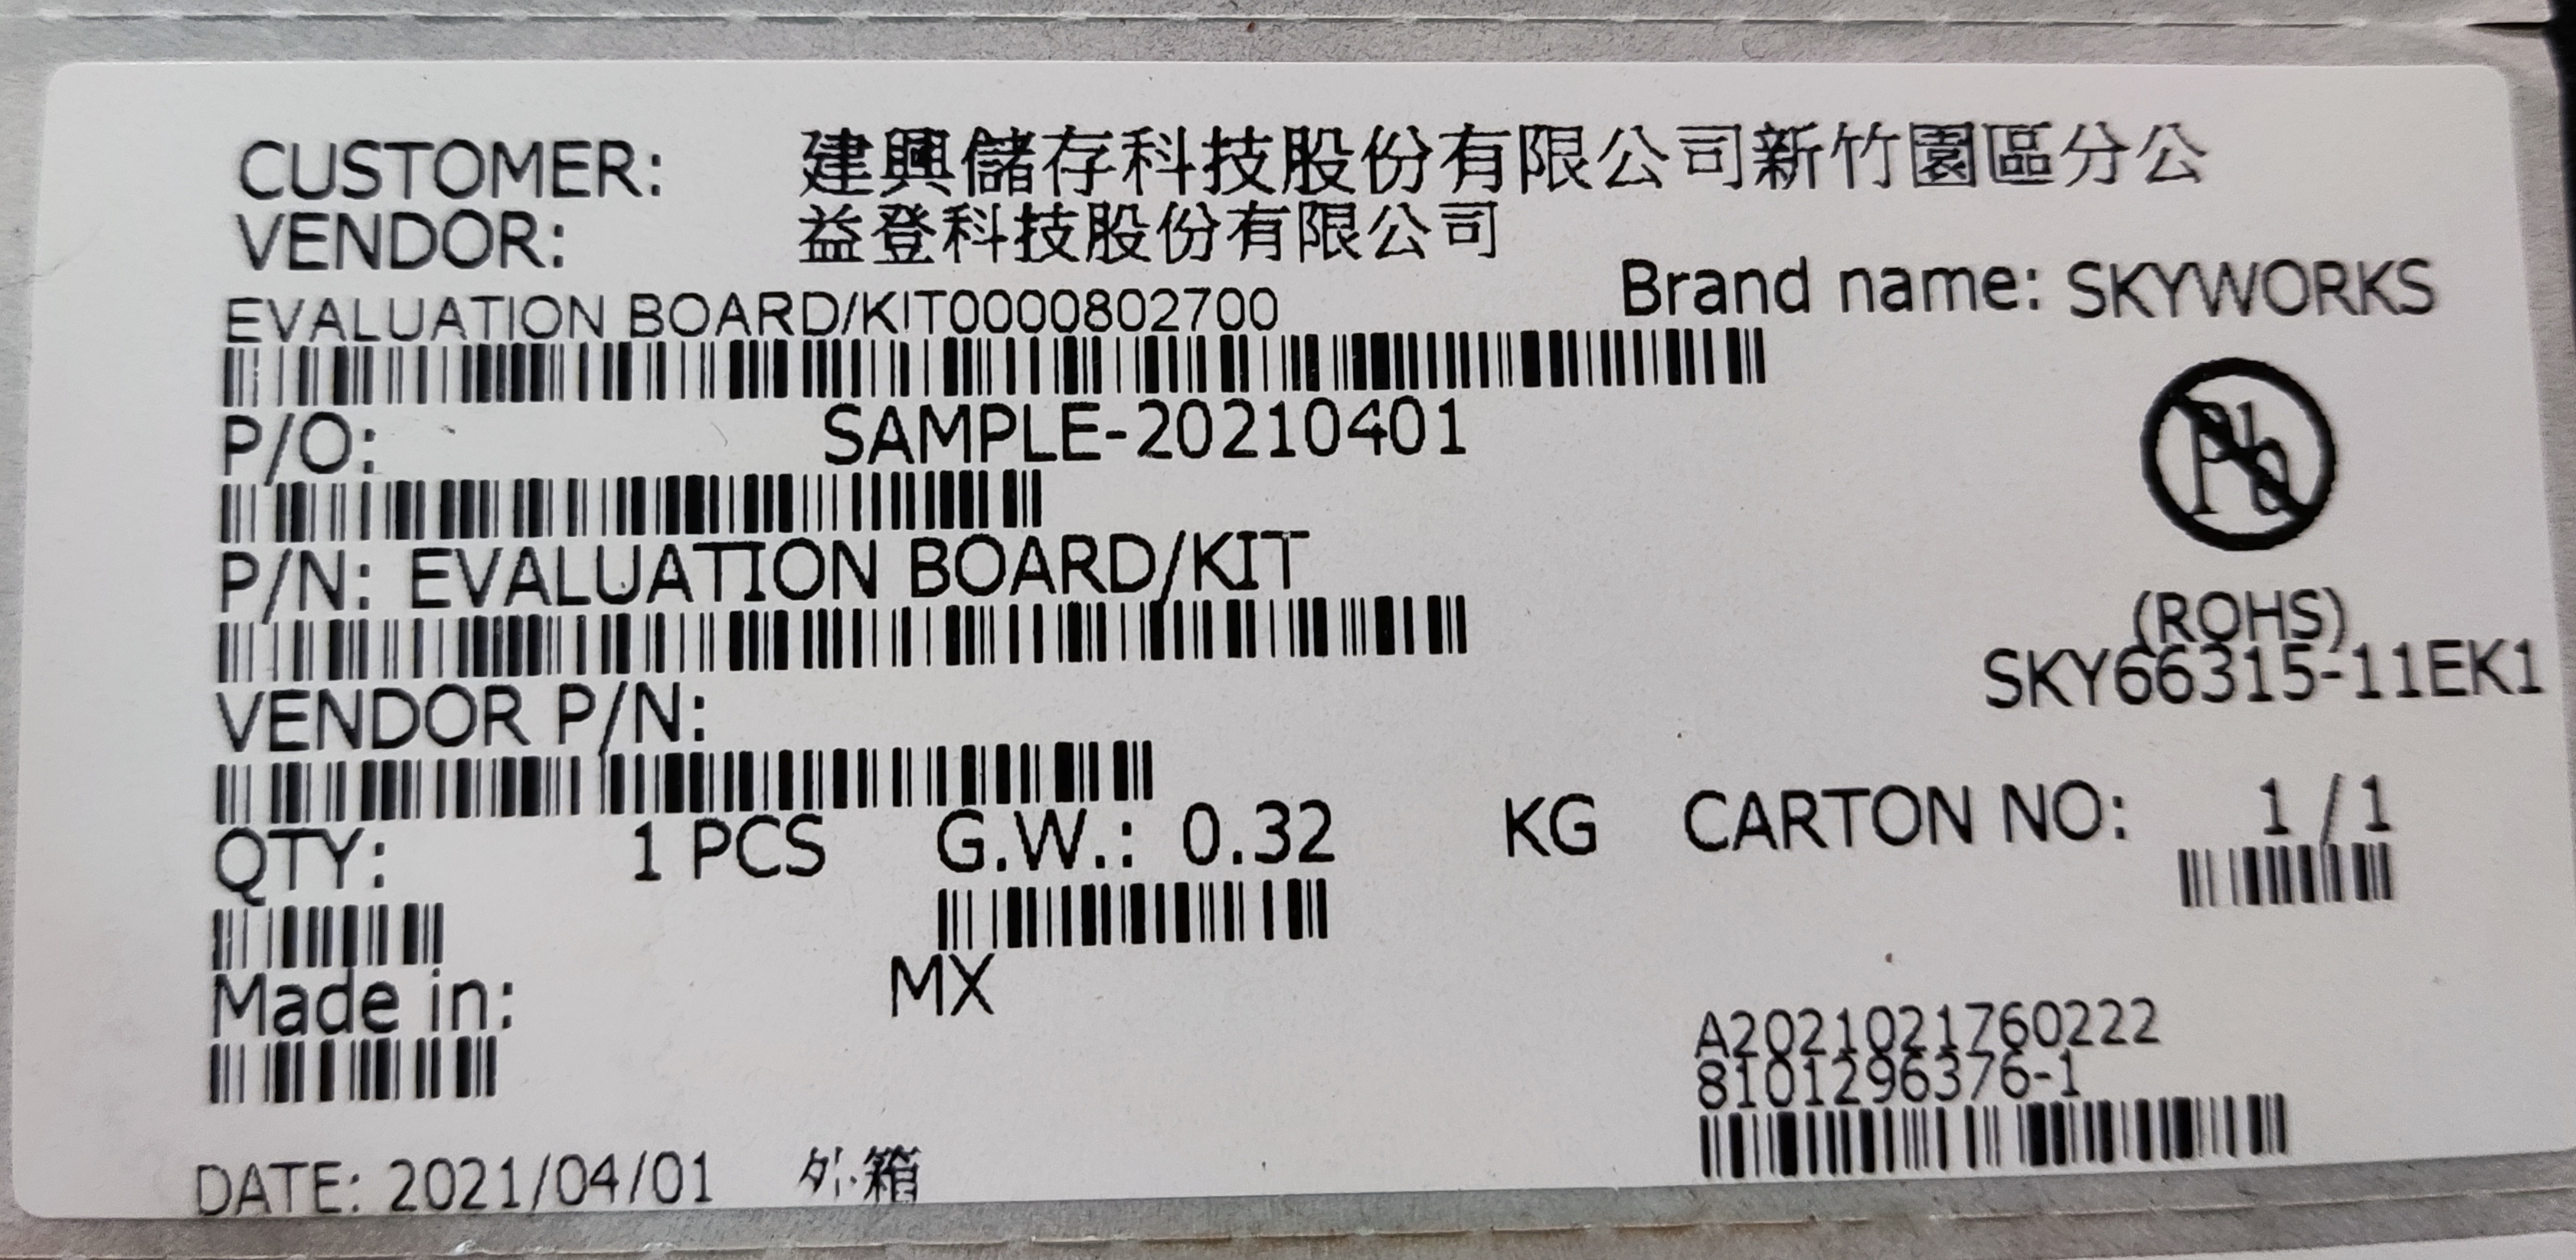 CUSTOMER: 建興儲存科技股份有限公司新竹園區分公
VENDOR: 益登科技股份有限公司
Brand name: SKYWORKS
EVALUATION BOARD/KIT0000802700
P/O: SAMPLE-20210401
Pb
P/N: EVALUATION BOARD/KIT
(ROHS)
SKY66315-11EK1
VENDOR P/N:
QTY: 1 PCS G.W.: 0.32 KG CARTON NO: 1 / 1
Made in: MX
A2021021760222
8101296376-1
DATE: 2021/04/01 外箱